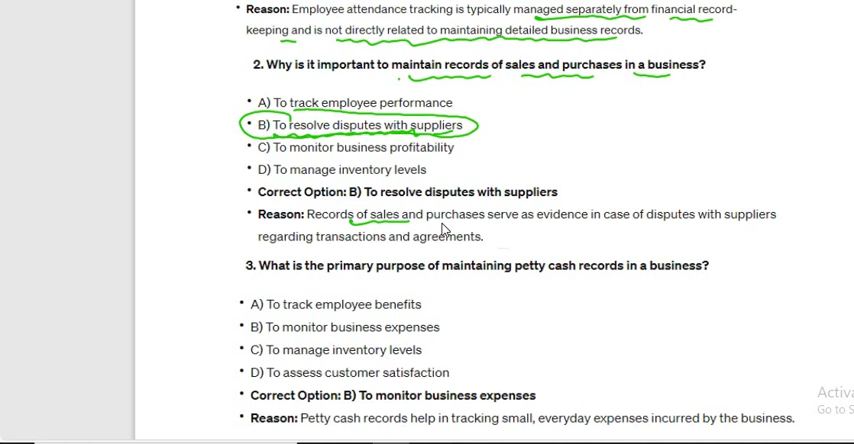 • Reason: Employee attendance tracking is typically managed separately from financial record-
keeping and is not directly related to maintaining detailed business records.
2. Why is it important to maintain records of sales and purchases in a business?
• A) To track employee performance
• B) To resolve disputes with suppliers
• C) To monitor business profitability
• D) To manage inventory levels
• Correct Option: B) To resolve disputes with suppliers
• Reason: Records of sales and purchases serve as evidence in case of disputes with suppliers
regarding transactions and agreements.
3. What is the primary purpose of maintaining petty cash records in a business?
• A) To track employee benefits
• B) To monitor business expenses
• C) To manage inventory levels
• D) To assess customer satisfaction
• Correct Option: B) To monitor business expenses
• Reason: Petty cash records help in tracking small, everyday expenses incurred by the business.
Activa
Go to S